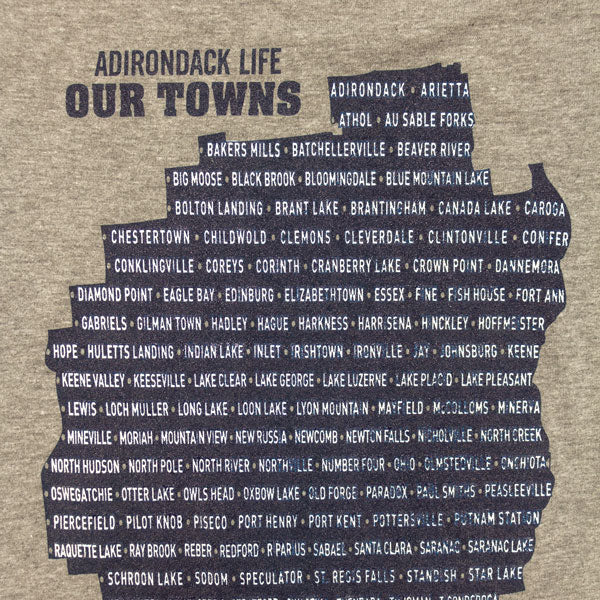 ADIRONDACK LIFE
OUR TOWNS
ADIRONDACK • ARIETTA
• ATHOL • AU SABLE FORKS
• BAKERS MILLS • BATCHELLERVILLE • BEAVER RIVER
BIG MOOSE • BLACK BROOK • BLOOMINGDALE • BLUE MOUNTAIN LAKE
BOLTON LANDING • BRANT LAKE • BRANTINGHAM • CANADA LAKE • CAROGA
CHESTERTOWN • CHILDWOLD • CLEMONS • CLEVERDALE • CLINTONVILLE • CONIFER
• CONKLINGVILLE • COREYS • CORINTH • CRANBERRY LAKE • CROWN POINT • DANNEMORA
• DIAMOND POINT • EAGLE BAY • EDINBURG • ELIZABETHTOWN • ESSEX • FINE • FISH HOUSE • FORT ANN
• GABRIELS • GILMAN TOWN • HADLEY • HAGUE • HARKNESS • HARRISENA • HINCKLEY • HOFFMEISTER
• HOPE • HULETTS LANDING • INDIAN LAKE • INLET • IRISHTOWN • IRONVILLE • JAY • JOHNSBURG • KEENE
• KEENE VALLEY • KEESEVILLE • LAKE CLEAR • LAKE GEORGE • LAKE LUZERNE • LAKE PLACID • LAKE PLEASANT
• LEWIS • LOCH MULLER • LONG LAKE • LOON LAKE • LYON MOUNTAIN • MAYFIELD • MCCOLLOMS • MINERVA
• MINEVILLE • MORIAH • MOUNTAIN VIEW • NEW RUSSIA • NEWCOMB • NEWTON FALLS • NICHOLVILLE • NORTH CREEK
NORTH HUDSON • NORTH POLE • NORTH RIVER • NORTHVILLE • NUMBER FOUR • OHIO • OLMSTEDVILLE • ONCHIOTA
OSWEGATCHIE • OTTER LAKE • OWLS HEAD • OXBOW LAKE • OLD FORGE • PARADOX • PAUL SMITHS • PEASLEEVILLE
PIERCEFIELD • PILOT KNOB • PISECO • PORT HENRY • PORT KENT • POTTERSVILLE • PUTNAM STATION
RAQUETTE LAKE • RAY BROOK • REBER • REDFORD • RIPARIUS • SABAEL • SANTA CLARA • SARANAC • SARANAC LAKE
• SCHROON LAKE • SODOM • SPECULATOR • ST. REGIS FALLS • STANDISH • STAR LAKE
TICONDEROGA